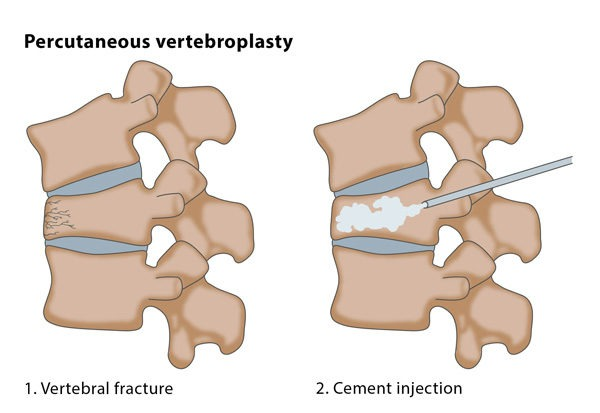 Percutaneous vertebroplasty
1. Vertebral fracture
2. Cement injection